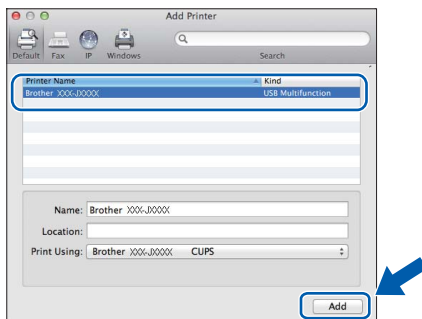 Add Printer
Default Fax IP Windows Search
Printer Name Kind
Brother XXX-JXXXX USB Multifunction
Name: Brother XXX-JXXXX
Location:
Print Using: Brother XXX-JXXXX CUPS
Add